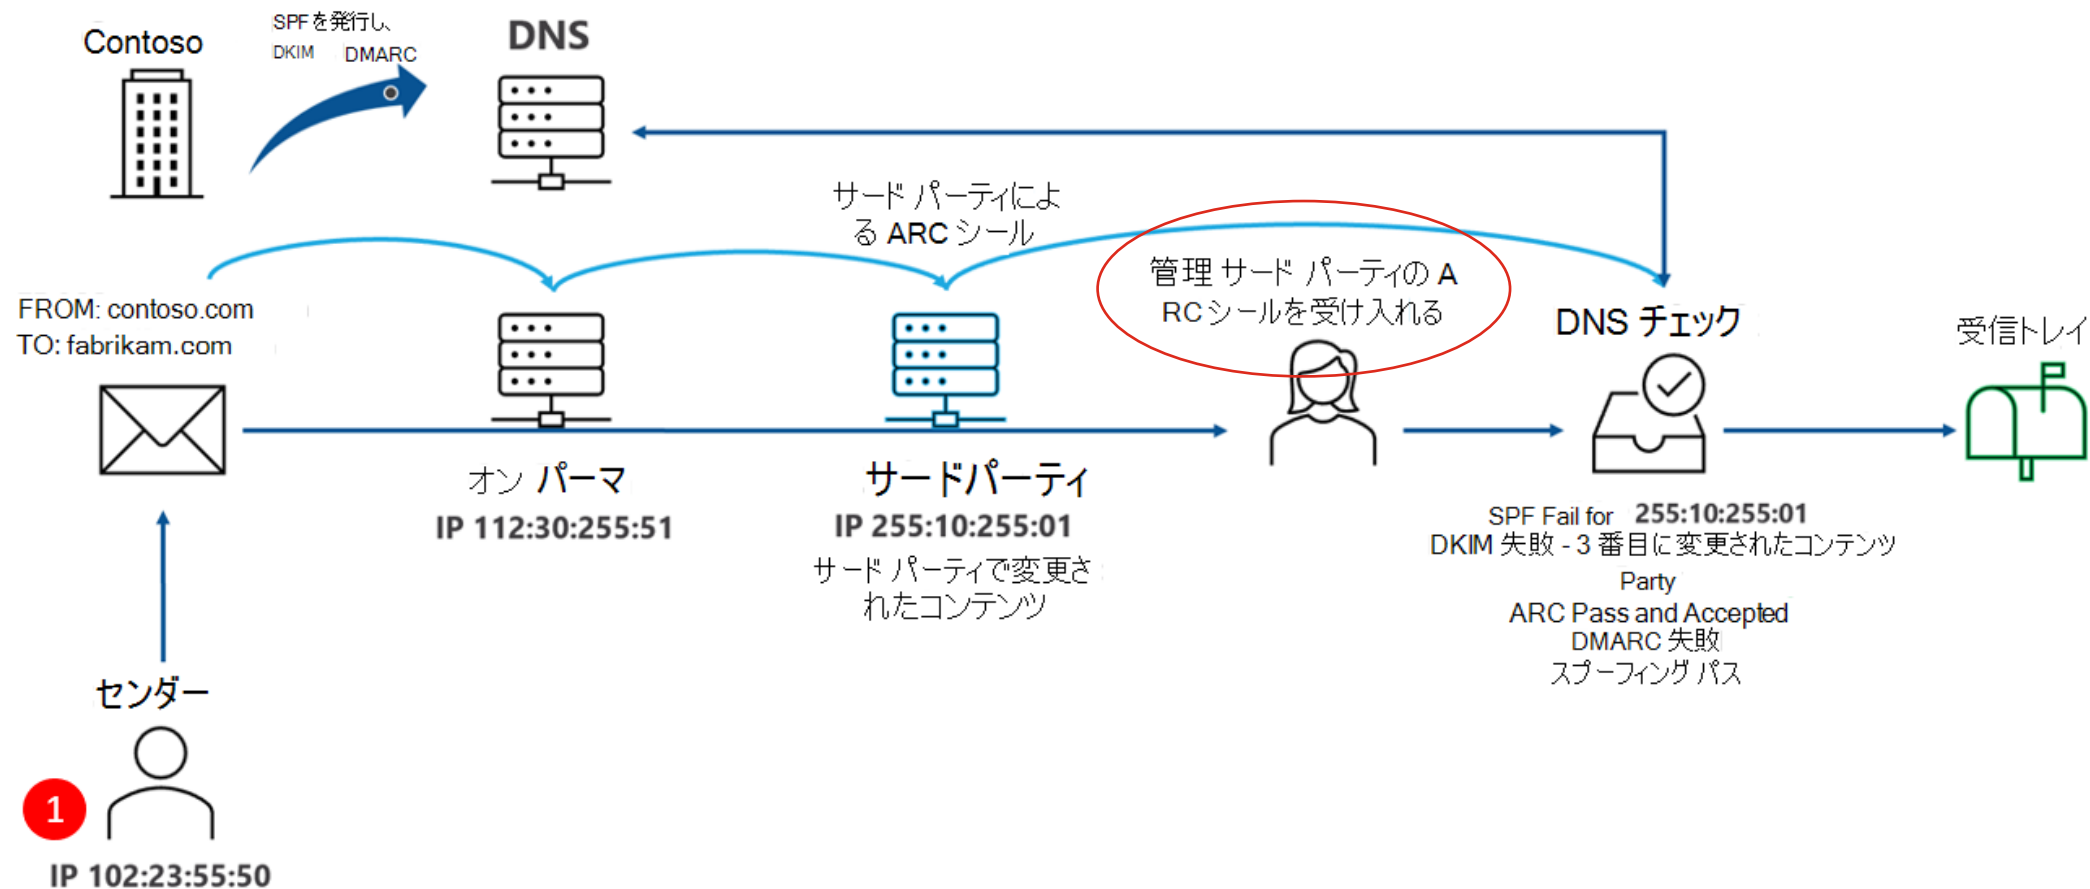 Contoso
SPFを発行し、
DKIM DMARC
DNS
サード パーティによ
る ARC シール
管理 サード パーティの A
RCシールを受け入れる
FROM: contoso.com
TO: fabrikam.com
DNS チェック
受信トレイ
オン パーマ
IP 112:30:255:51
サードパーティ
IP 255:10:255:01
サード パーティで変更さ
れたコンテンツ
SPF Fail for 255:10:255:01
DKIM 失敗 - 3 番目に変更されたコンテンツ
Party
ARC Pass and Accepted
DMARC 失敗
スプーフィング パス
センダー
1
IP 102:23:55:50